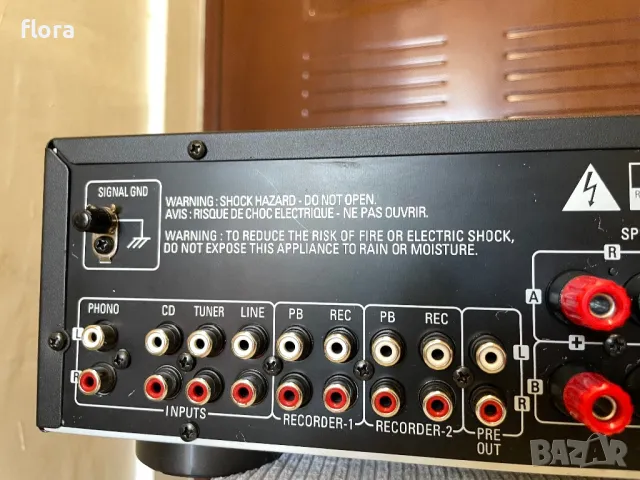 flora
SIGNAL GND
WARNING : SHOCK HAZARD - DO NOT OPEN.
AVIS : RISQUE DE CHOC ELECTRIQUE - NE PAS OUVRIR.
WARNING : TO REDUCE THE RISK OF FIRE OR ELECTRIC SHOCK,
DO NOT EXPOSE THIS APPLIANCE TO RAIN OR MOISTURE.
SP
R
A
B
PHONO CD TUNER LINE PB REC PB REC
L L
R R
INPUTS RECORDER-1 RECORDER-2 PRE
OUT
BAZAR